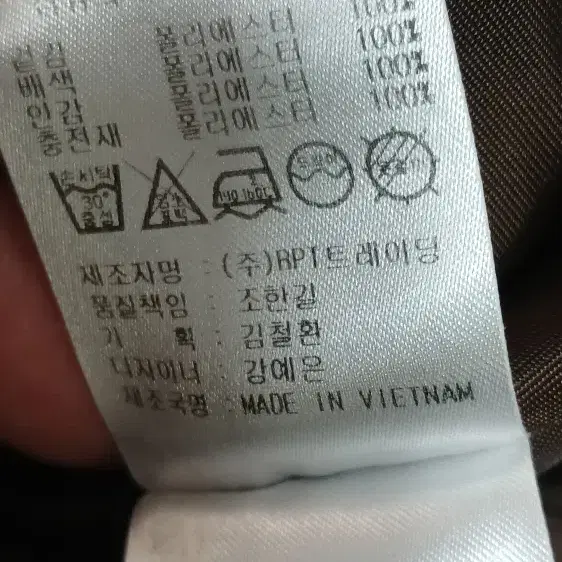 100%
겉감 폴리에스터 100%
배색 폴리에스터 100%
안감 폴리에스터 100%
충전재 폴리에스터
손세탁
30°
중성
제조자명 : (주)RPT트레이딩
품질책임 : 조한길
기 획 : 김철환
디자이너 : 강예은
제조국명 : MADE IN VIETNAM